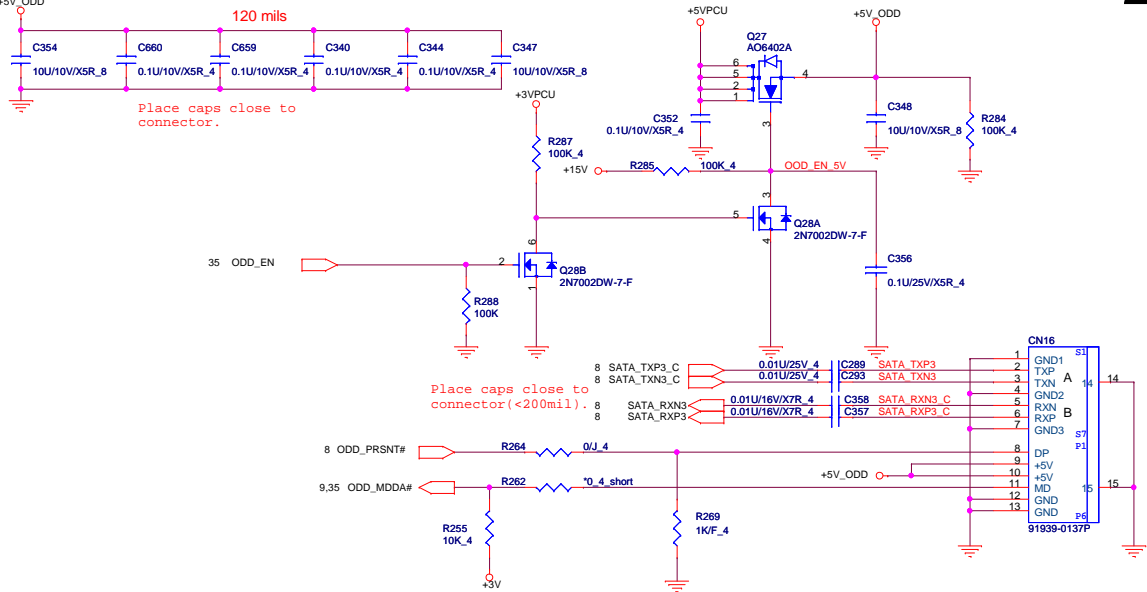 +5V_ODD
120 mils
C354
10U/10V/X5R_8
C660
0.1U/10V/X5R_4
C659
0.1U/10V/X5R_4
C340
0.1U/10V/X5R_4
C344
0.1U/10V/X5R_4
C347
10U/10V/X5R_8
Place caps close to
connector.
+5VPCU
+5V_ODD
Q27
AO6402A
6
5
2
1
4
3
C352
0.1U/10V/X5R_4
C348
10U/10V/X5R_8
R284
100K_4
+3VPCU
R287
100K_4
+15V
R285
100K_4
OOD_EN_5V
3
5
4
Q28A
2N7002DW-7-F
35 ODD_EN
2
6
1
Q28B
2N7002DW-7-F
R288
100K
C356
0.1U/25V/X5R_4
Place caps close to
connector(<200mil).
8 SATA_TXP3_C
0.01U/25V_4
C289
SATA_TXP3
8 SATA_TXN3_C
0.01U/25V_4
C293
SATA_TXN3
8 SATA_RXN3
0.01U/16V/X7R_4
C358
SATA_RXN3_C
8 SATA_RXP3
0.01U/16V/X7R_4
C357
SATA_RXP3_C
8 ODD_PRSNT#
R264
0/J_4
9,35 ODD_MDDA#
R262
*0_4_short
R255
10K_4
+3V
R269
1K/F_4
+5V_ODD
CN16
S1
1 GND1
2 TXP
3 TXN
4 GND2
5 RXN
6 RXP
7 GND3
A
B
S7
P1
8 DP
9 +5V
10 +5V
11 MD
12 GND
13 GND
14 14
15 15
P6
91939-0137P